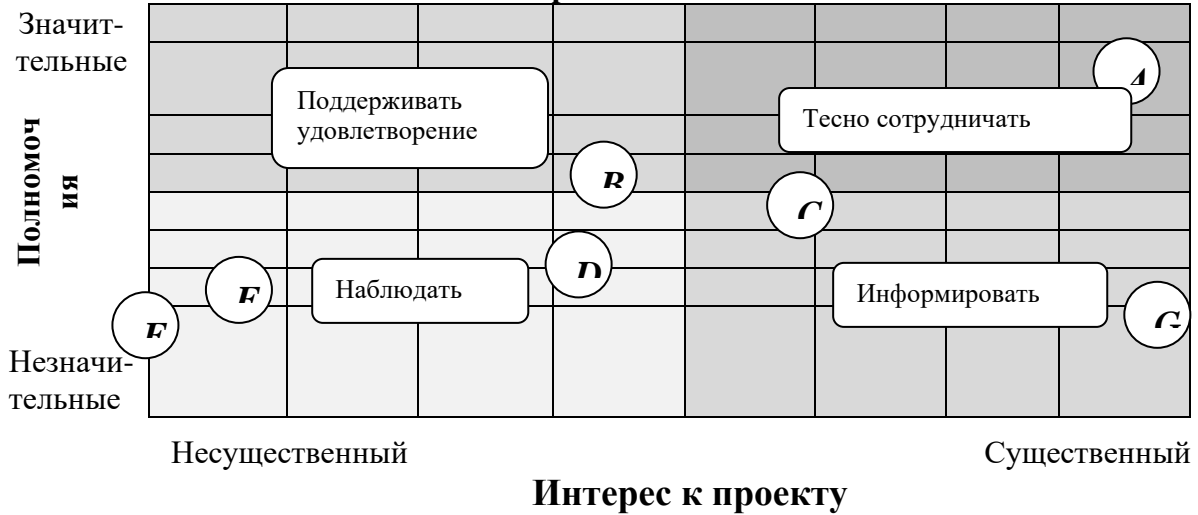 Значит-
тельные
Поддерживать
удовлетворение
Тесно сотрудничать
Полномоч
ия
B
C
D
Наблюдать
Информировать
G
Незначи-
тельные
Несущественный
Существенный
Интерес к проекту